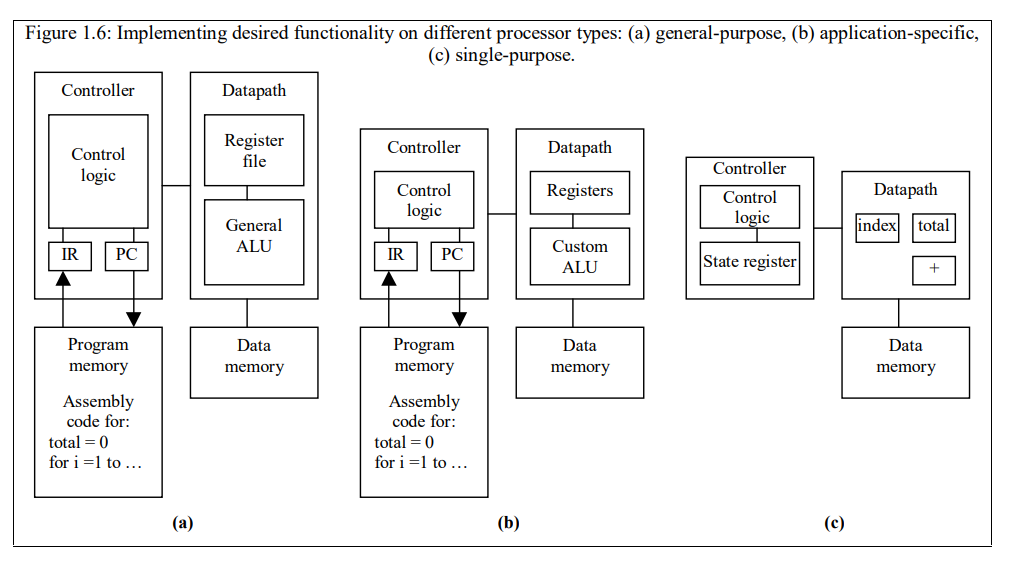 Figure 1.6: Implementing desired functionality on different processor types: (a) general-purpose, (b) application-specific,
(c) single-purpose.
Controller
Control
logic
IR
PC
Datapath
Register
file
General
ALU
Program
memory
Assembly
code for:
total = 0
for i =1 to …
Data
memory
(a)
Controller
Control
logic
IR
PC
Datapath
Registers
Custom
ALU
Program
memory
Assembly
code for:
total = 0
for i =1 to …
Data
memory
(b)
Controller
Control
logic
State register
Datapath
index
total
+
Data
memory
(c)